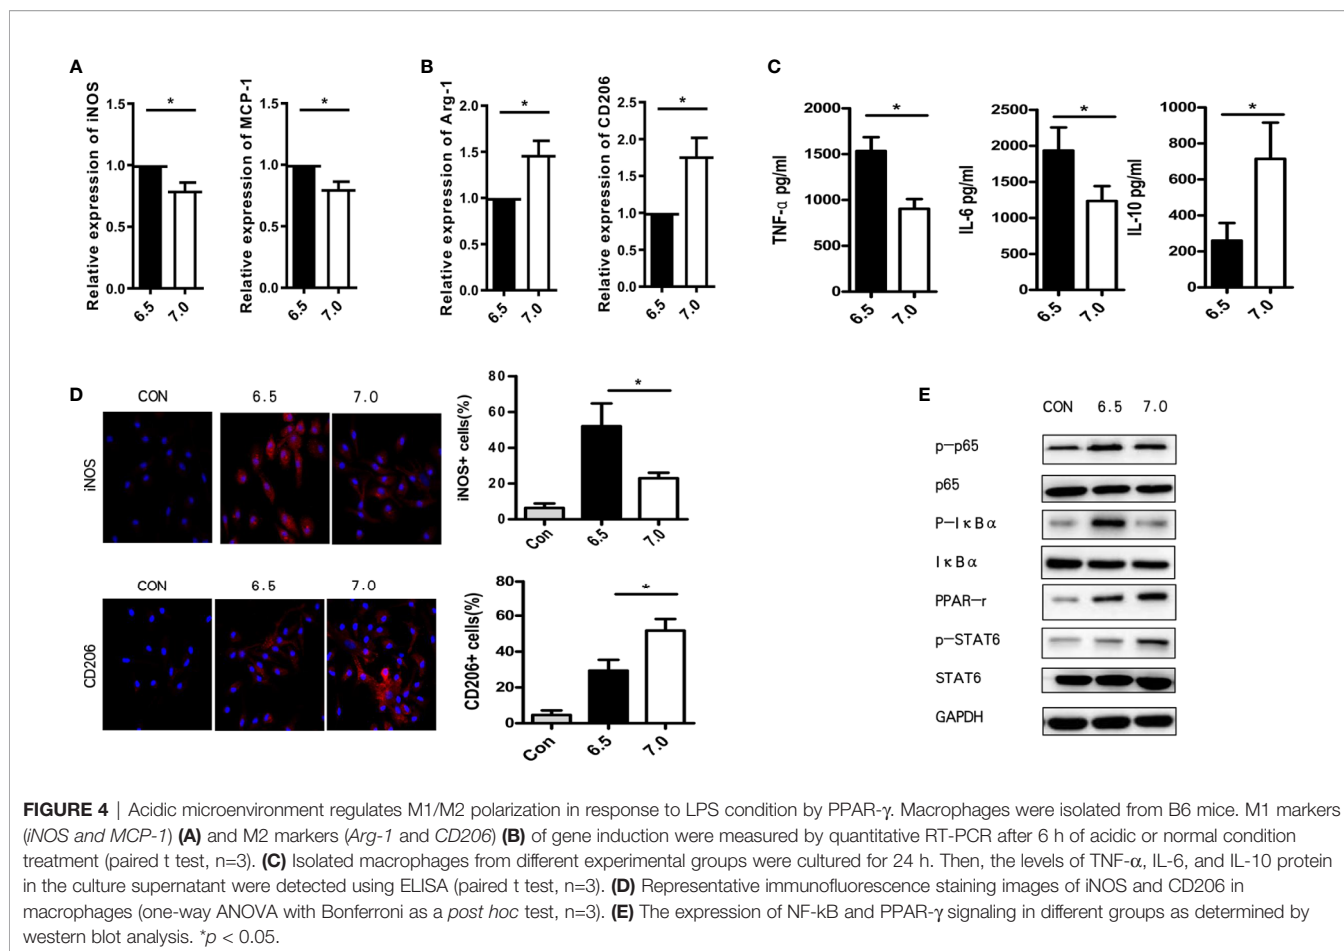 A
Relative expression of iNOS
1.5
1.0
0.5
0.0
*
6.5
7.0
Relative expression of MCP-1
1.5
1.0
0.5
0.0
*
6.5
7.0
B
Relative expression of Arg-1
2.0
1.5
1.0
0.5
0.0
*
6.5
7.0
Relative expression of CD206
2.5
2.0
1.5
1.0
0.5
0.0
*
6.5
7.0
C
TNF-α pg/ml
2000
1500
1000
500
0
*
6.5
7.0
IL-6 pg/ml
2500
2000
1500
1000
500
0
*
6.5
7.0
IL-10 pg/ml
1000
800
600
400
200
0
*
6.5
7.0
D
CON 6.5 7.0
iNOS
iNOS+ cells(%)
80
60
40
20
0
*
Con
6.5
7.0
CON 6.5 7.0
CD206
CD206+ cells(%)
80
60
40
20
0
*
Con
6.5
7.0
E
CON 6.5 7.0
p-p65
p65
P-IκBα
IκBα
PPAR-r
p-STAT6
STAT6
GAPDH
FIGURE 4 | Acidic microenvironment regulates M1/M2 polarization in response to LPS condition by PPAR-γ. Macrophages were isolated from B6 mice. M1 markers
(iNOS and MCP-1) (A) and M2 markers (Arg-1 and CD206) (B) of gene induction were measured by quantitative RT-PCR after 6 h of acidic or normal condition
treatment (paired t test, n=3). (C) Isolated macrophages from different experimental groups were cultured for 24 h. Then, the levels of TNF-α, IL-6, and IL-10 protein
in the culture supernatant were detected using ELISA (paired t test, n=3). (D) Representative immunofluorescence staining images of iNOS and CD206 in
macrophages (one-way ANOVA with Bonferroni as a post hoc test, n=3). (E) The expression of NF-kB and PPAR-γ signaling in different groups as determined by
western blot analysis. *p < 0.05.